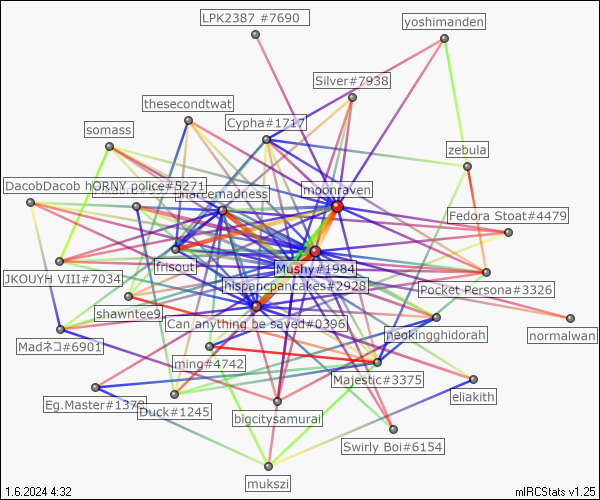 LPK2387 #7690
yoshimanden
Silver#7938
thesecondtwat
Cypha#1717
somass
zebula
DacobDacob hORNY police#5271
moonraven
Fedora Stoat#4479
frisout
Mushy#1984
JKOUYH VIII#7034
hispencpancakes#2928
Pocket Persona#3326
shawntee9
Can anything be saved#0396
neokingghidorah
normalwan
Madネコ#6901
ming#4742
Majestic#3375
eliakith
Eg.Master#1378
Duck#1245
bigcitysamurai
Swirly Boi#6154
mukszi
1.6.2024 4:32
mIRCStats v1.25